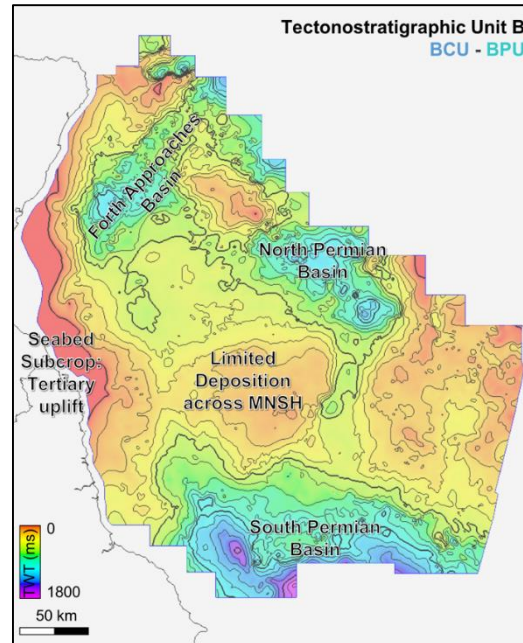 Tectonostratigraphic Unit B
BCU - BPU
Forth Approaches
Basin
North Permian
Basin
Seabed
Subcrop:
Tertiary
uplift
Limited
Deposition
across MNSH
South Permian
Basin
0
TWT (ms)
1800
50 km